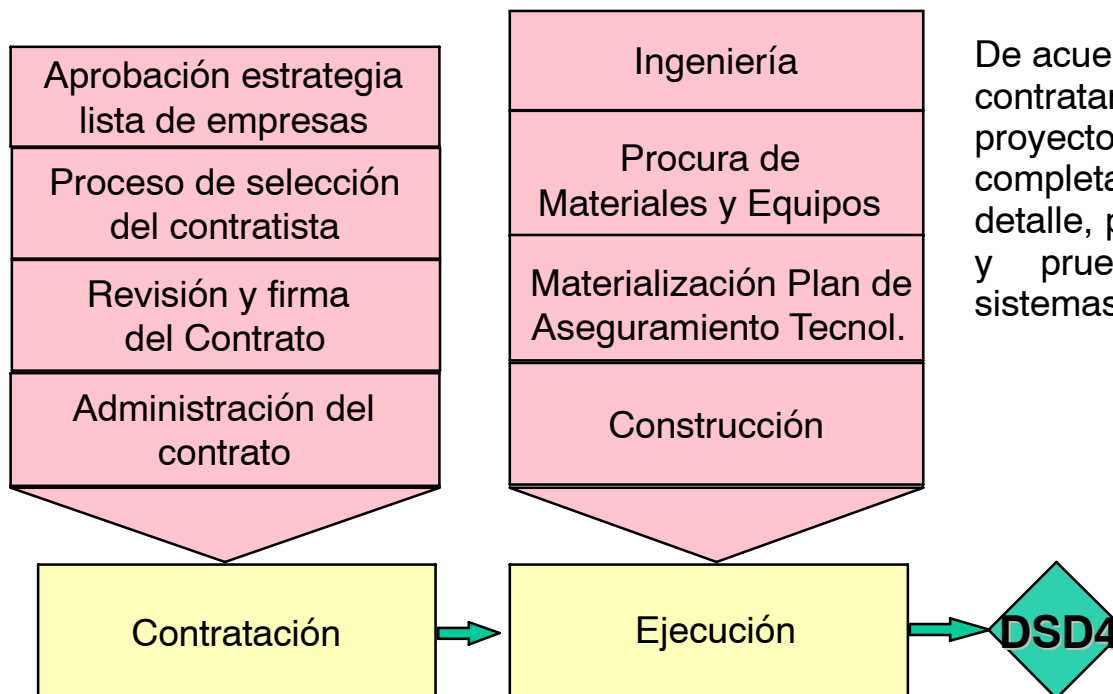 Aprobación estrategia
lista de empresas
Proceso de selección
del contratista
Revisión y firma
del Contrato
Administración del
contrato
Contratación
Ingeniería
Procura de
Materiales y Equipos
Materialización Plan de
Aseguramiento Tecnol.
Construcción
Ejecución
DSD4
De acue
contratar
proyecto
completa
detalle, p
y prue
sistemas